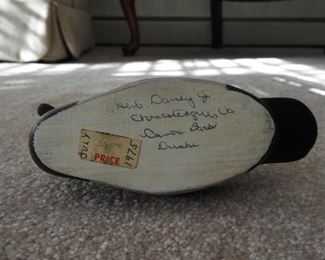 Herb Daisey Jr
Chincoteague, Va
Canvas Back
Drake
JULY
PRICE
1975